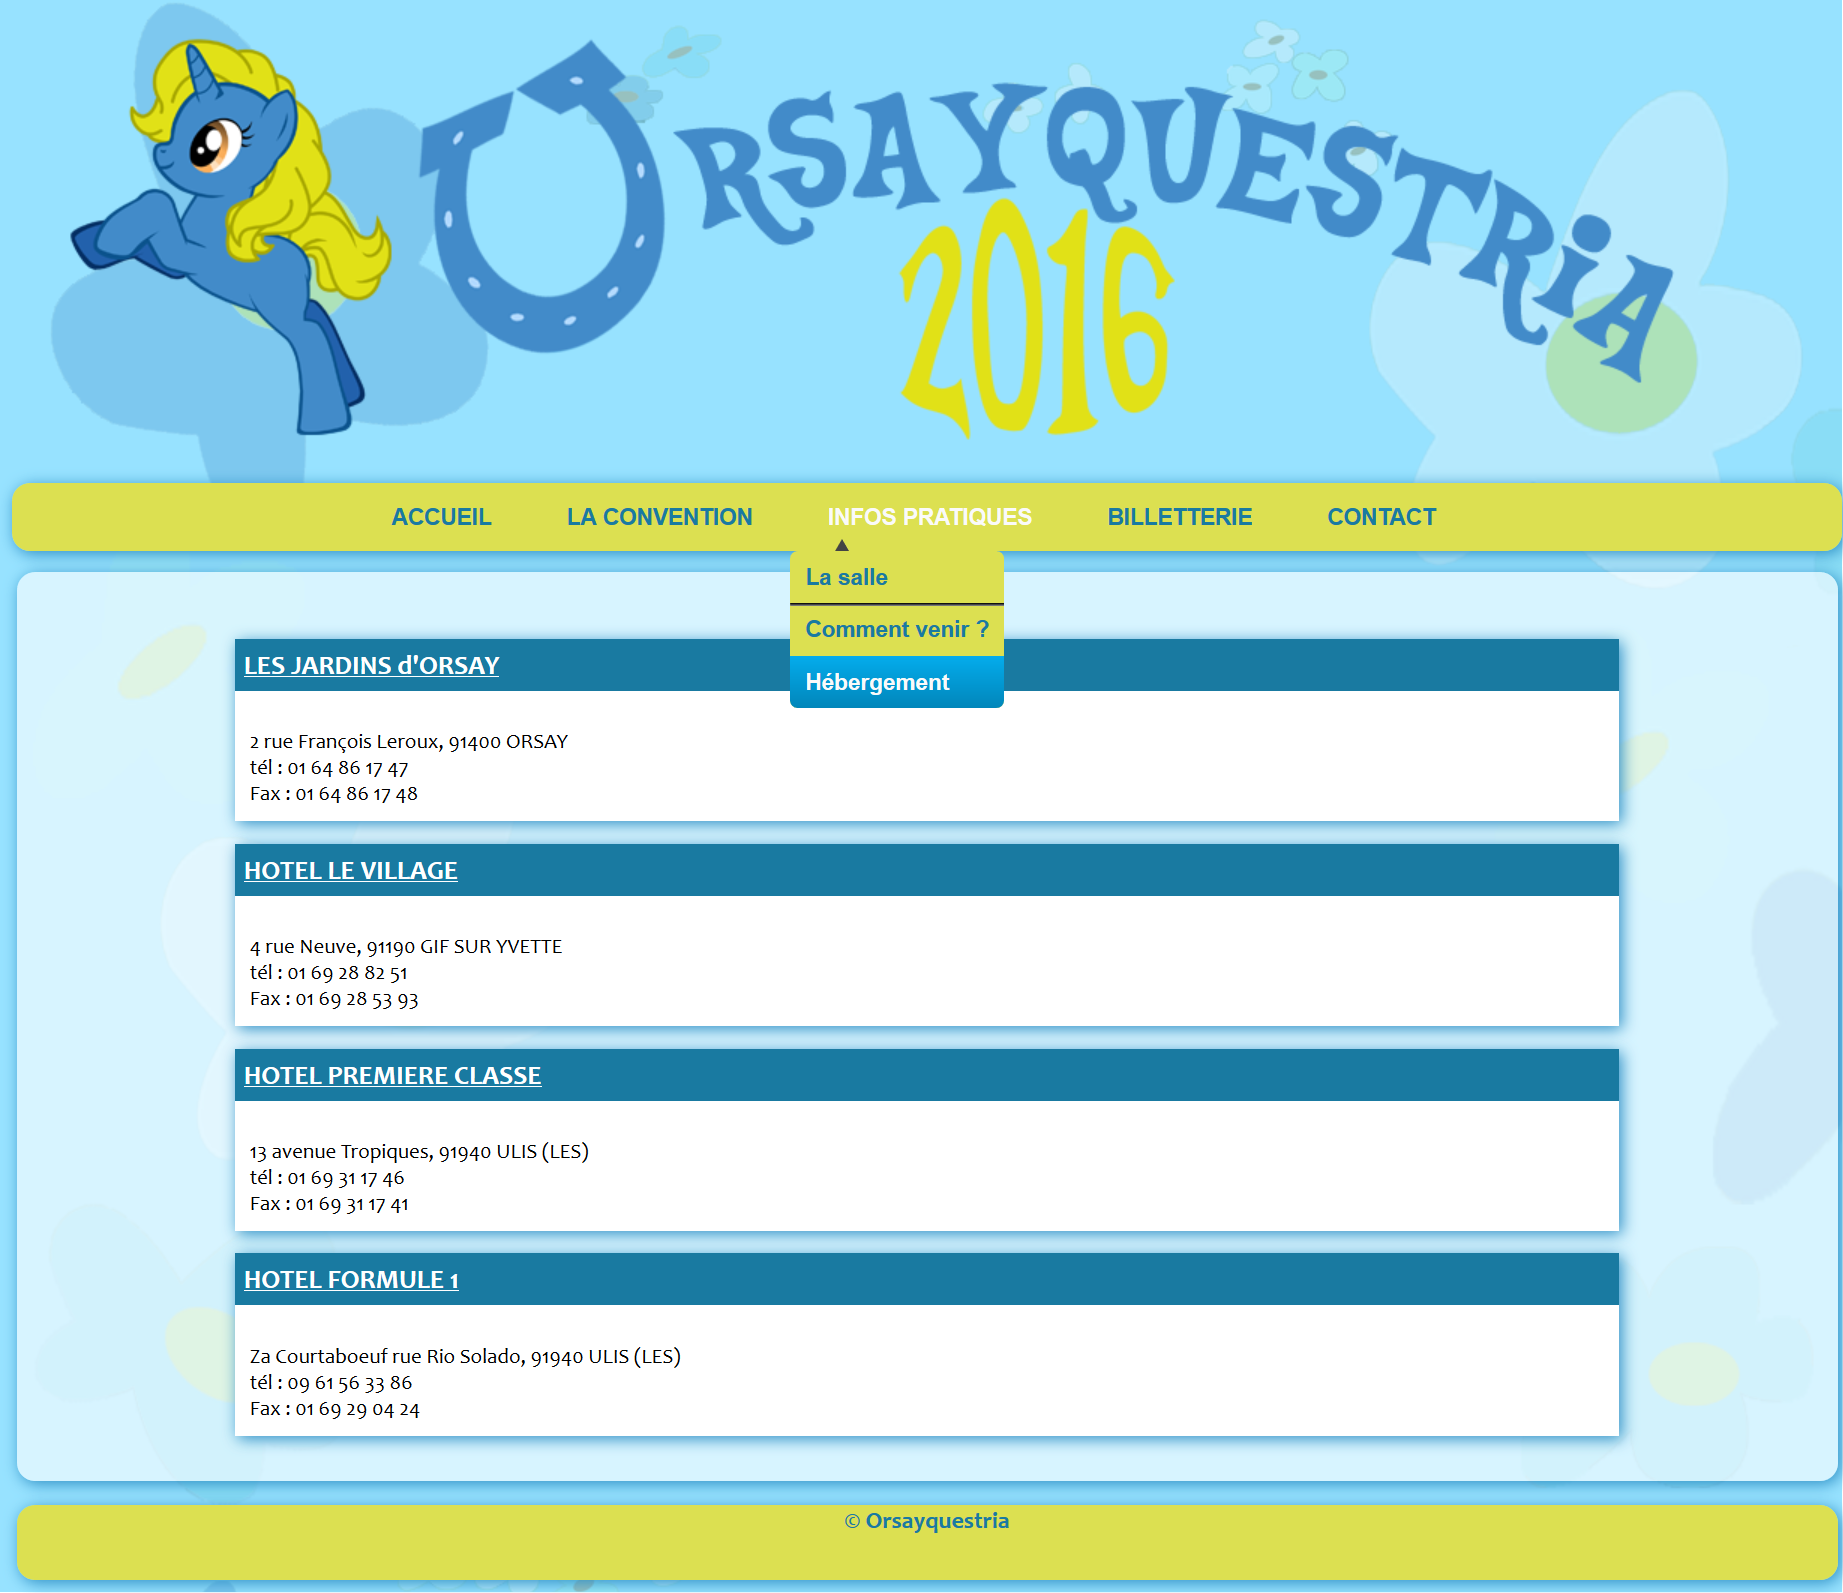 ORSAYQUESTRIA
2016
ACCUEIL
LA CONVENTION
INFOS PRATIQUES
BILLETTERIE
CONTACT
La salle
Comment venir ?
Hébergement
LES JARDINS d'ORSAY
2 rue François Leroux, 91400 ORSAY
tél : 01 64 86 17 47
Fax : 01 64 86 17 48
HOTEL LE VILLAGE
4 rue Neuve, 91190 GIF SUR YVETTE
tél : 01 69 28 82 51
Fax : 01 69 28 53 93
HOTEL PREMIERE CLASSE
13 avenue Tropiques, 91940 ULIS (LES)
tél : 01 69 31 17 46
Fax : 01 69 31 17 41
HOTEL FORMULE 1
Za Courtaboeuf rue Rio Solado, 91940 ULIS (LES)
tél : 09 61 56 33 86
Fax : 01 69 29 04 24
© Orsayquestria